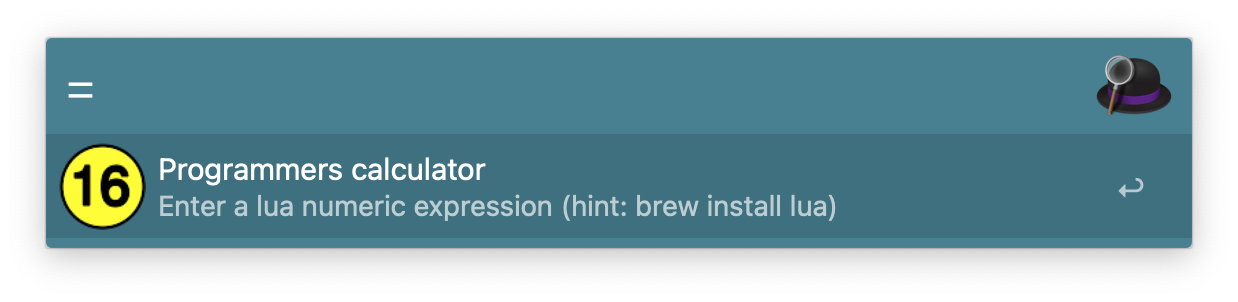 =
16
Programmers calculator
Enter a lua numeric expression (hint: brew install lua)